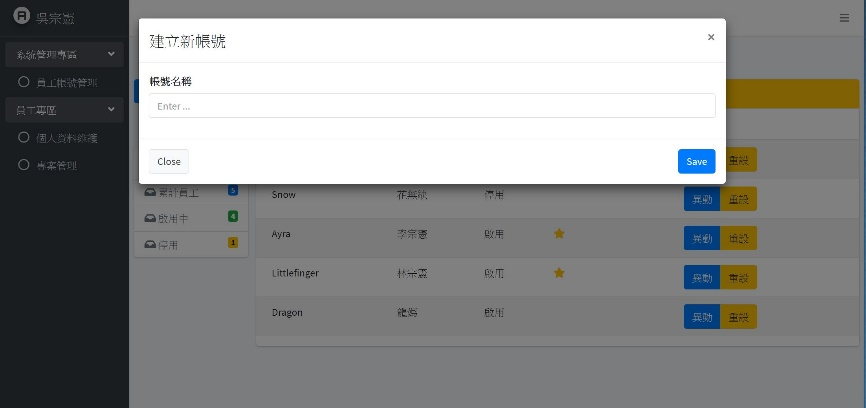 吳宗憲
系統管理專區
員工帳號管理
員工專區
個人資料維護
專案管理
建立新帳號
×
帳號名稱
Enter ...
Close
Save
累計員工 5
啟用中 4
停用 1
重設
Snow 花無缺 停用 異動 重設
Ayra 李宗憲 啟用 異動 重設
Littlefinger 林宗憲 啟用 異動 重設
Dragon 龍媽 啟用 異動 重設